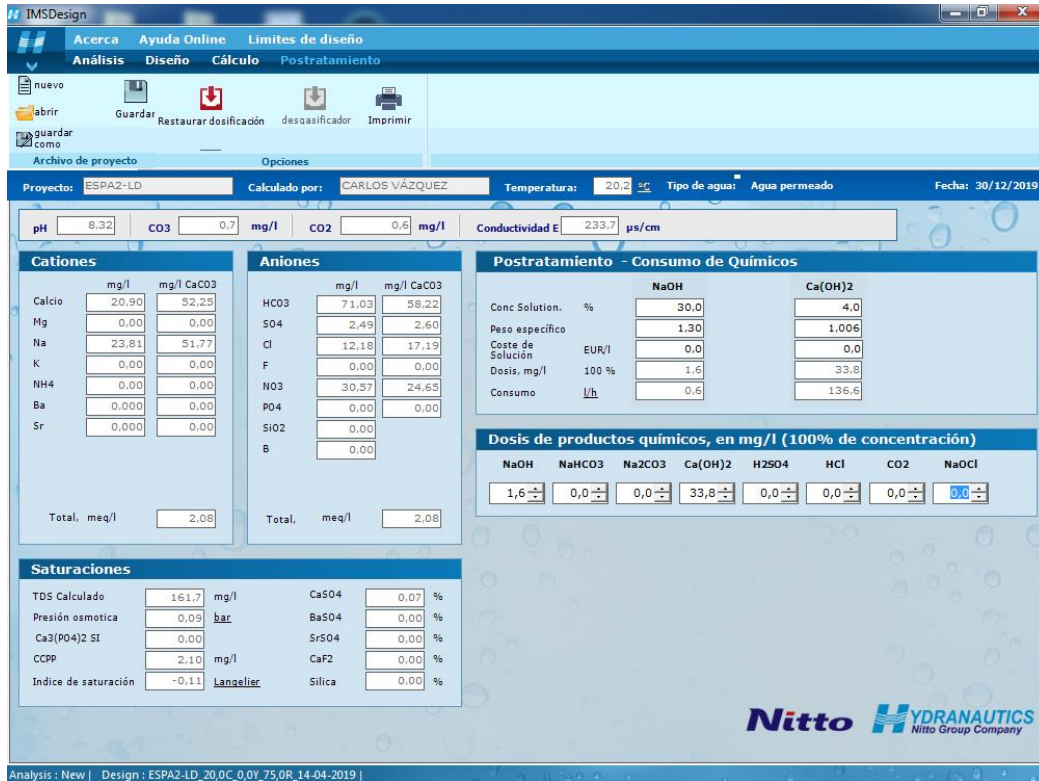 IMSDesign
Acerca Ayuda Online Limites de diseño
Análisis Diseño Cálculo Postratamiento
nuevo
abrir
guardar como
Guardar Restaurar dosificación desgasificador Imprimir
Archivo de proyecto Opciones
Proyecto: ESPA2-LD Calculado por: CARLOS VÁZQUEZ Temperatura: 20,2 ºC Tipo de agua: Agua permeado Fecha: 30/12/2019
pH 8,32 CO3 0,7 mg/l CO2 0,6 mg/l Conductividad E 233,7 µs/cm
Cationes
mg/l mg/l CaCO3
Calcio 20,90 52,25
Mg 0,00 0,00
Na 23,81 51,77
K 0,00 0,00
NH4 0,00 0,00
Ba 0,000 0,00
Sr 0,000 0,00
Total, meq/l 2,08
Aniones
mg/l mg/l CaCO3
HCO3 71,03 58,22
SO4 2,49 2,60
Cl 12,18 17,19
F 0,00 0,00
NO3 30,57 24,65
PO4 0,00 0,00
SiO2 0,00
B 0,00
Total, meq/l 2,08
Postratamiento - Consumo de Químicos
NaOH Ca(OH)2
Conc Solution. % 30,0 4,0
Peso específico 1,30 1,006
Coste de Solución EUR/l 0,0 0,0
Dosis, mg/l 100 % 1,6 33,8
Consumo l/h 0,6 136,6
Dosis de productos químicos, en mg/l (100% de concentración)
NaOH NaHCO3 Na2CO3 Ca(OH)2 H2SO4 HCl CO2 NaOCl
1,6 0,0 0,0 33,8 0,0 0,0 0,0 0,0
Saturaciones
TDS Calculado 161,7 mg/l CaSO4 0,07 %
Presión osmotica 0,09 bar BaSO4 0,00 %
Ca3(PO4)2 SI 0,00 SrSO4 0,00 %
CCPP 2,10 mg/l CaF2 0,00 %
Indice de saturación -0,11 Langelier Silica 0,00 %
Nitto HYDRANAUTICS
Nitto Group Company
Analysis : New | Design : ESPA2-LD_20,0C_0,0Y_75,0R_14-04-2019 |